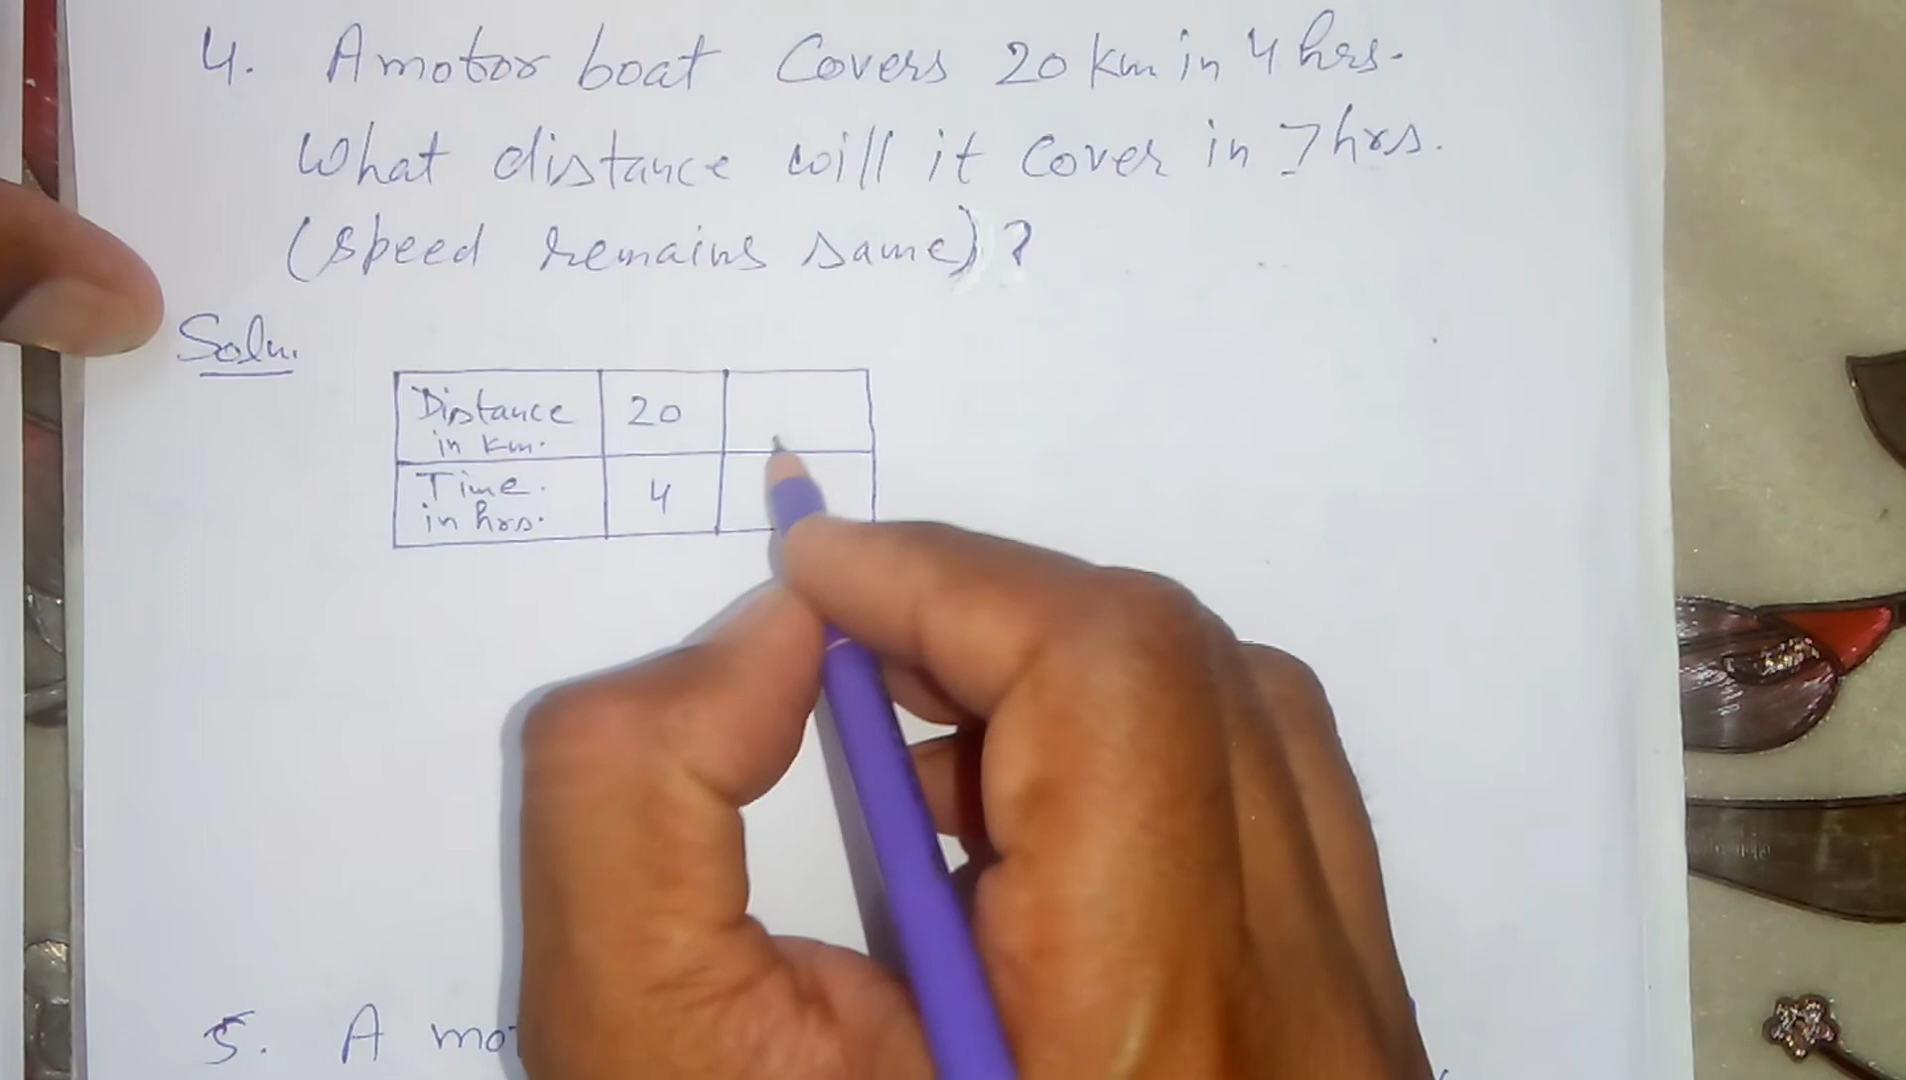 4. A motor boat Covers 20 km in 4 hrs.
What distance will it cover in 7 hrs.
(speed remains same) ?
Soln.
Distance in km. 20
Time. in hrs. 4
5. A mo